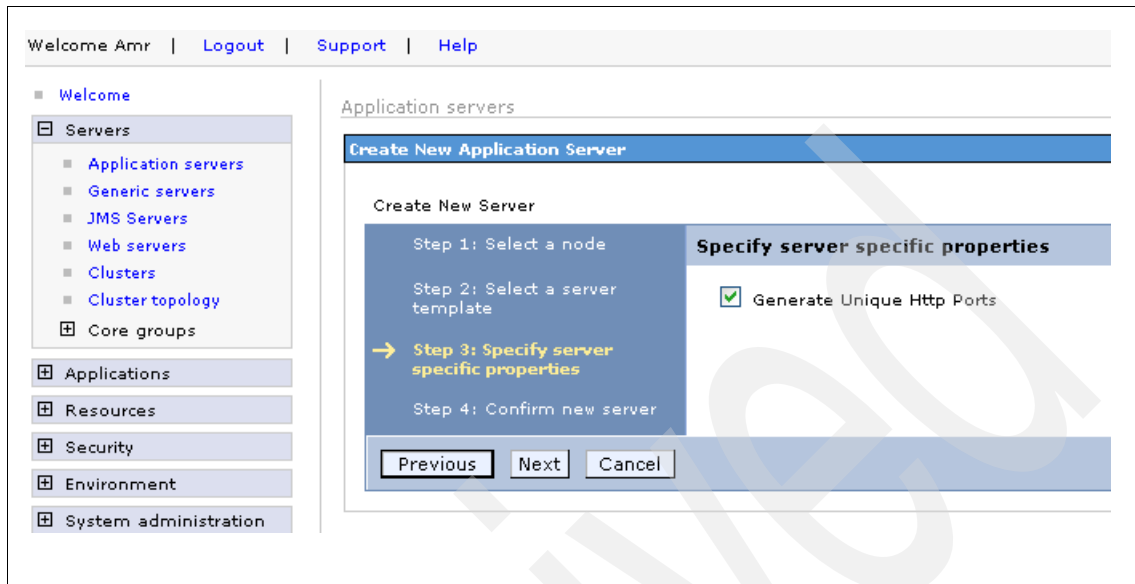 Welcome Amr | Logout | Support | Help
Welcome
Servers
Application servers
Generic servers
JMS Servers
Web servers
Clusters
Cluster topology
Core groups
Applications
Resources
Security
Environment
System administration
Application servers
Create New Application Server
Create New Server
Step 1: Select a node
Step 2: Select a server
template
Step 3: Specify server
specific properties
Step 4: Confirm new server
Specify server specific properties
Generate Unique Http Ports
Previous Next Cancel